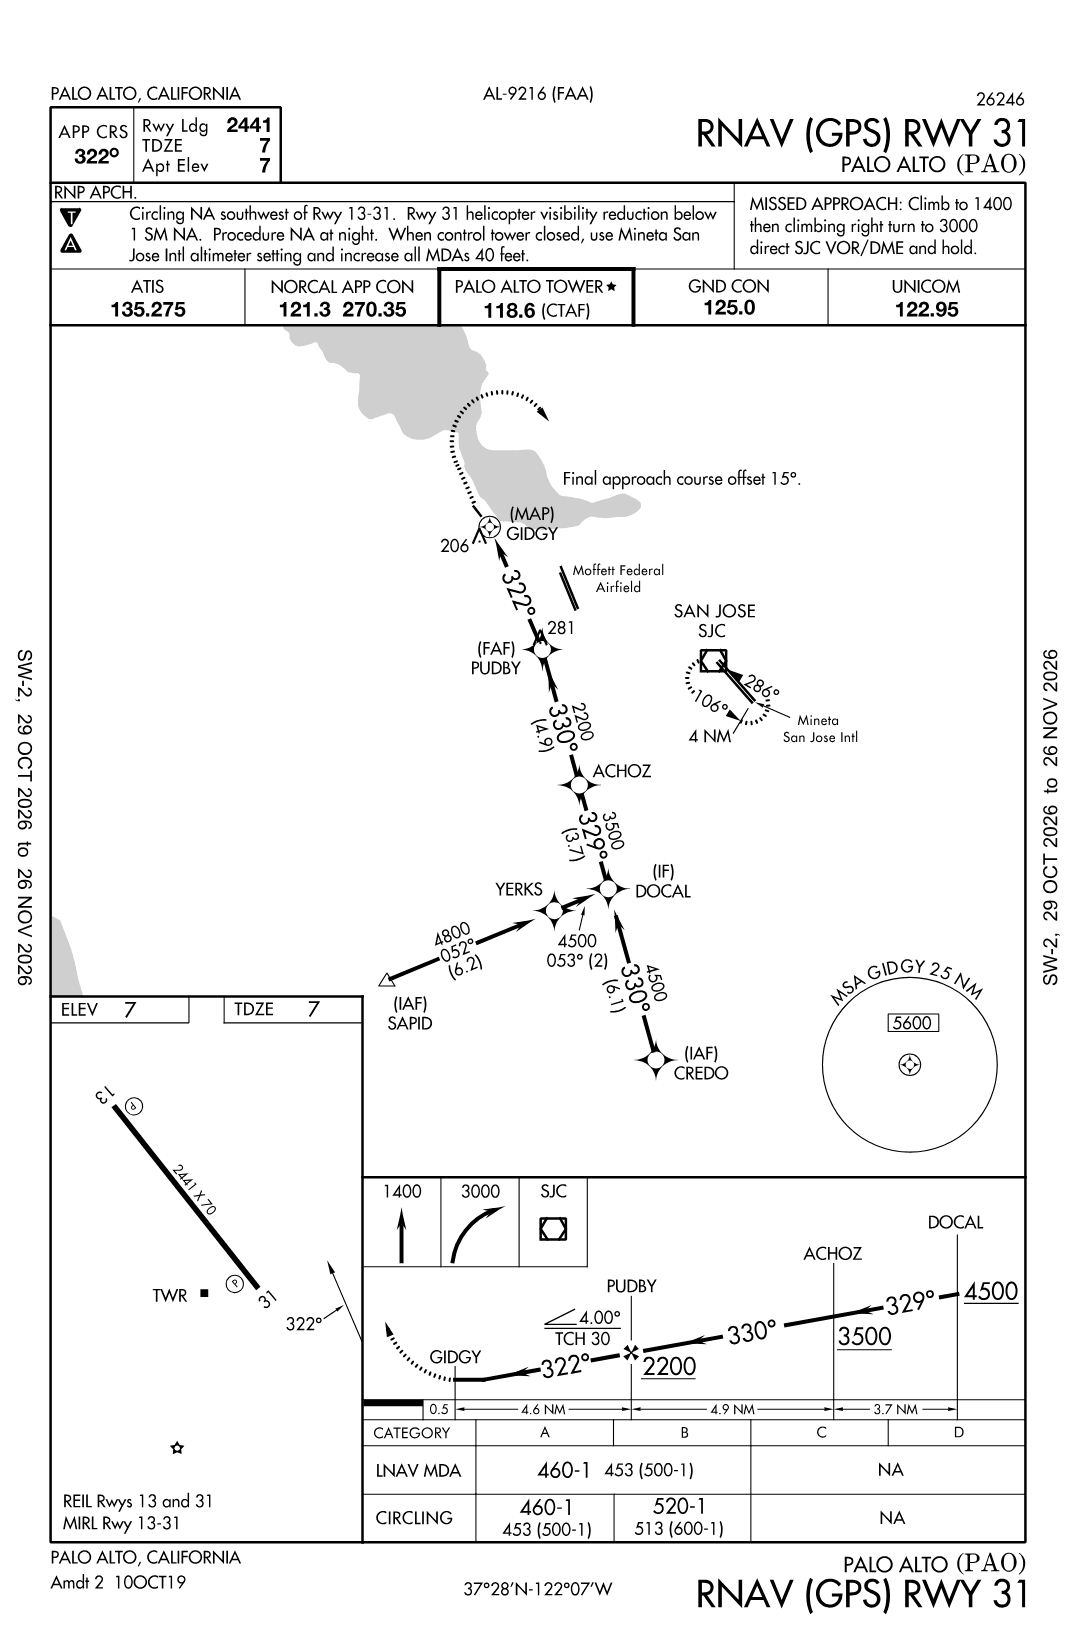 PALO ALTO, CALIFORNIA
AL-9216 (FAA)
26246
APP CRS
322°
Rwy Ldg 2441
TDZE 7
Apt Elev 7
RNAV (GPS) RWY 31
PALO ALTO (PAO)
RNP APCH.
T
A
Circling NA southwest of Rwy 13-31. Rwy 31 helicopter visibility reduction below
1 SM NA. Procedure NA at night. When control tower closed, use Mineta San
Jose Intl altimeter setting and increase all MDAs 40 feet.
MISSED APPROACH: Climb to 1400
then climbing right turn to 3000
direct SJC VOR/DME and hold.
ATIS
135.275
NORCAL APP CON
121.3 270.35
PALO ALTO TOWER★
118.6 (CTAF)
GND CON
125.0
UNICOM
122.95
Final approach course offset 15°.
(MAP)
GIDGY
206
322°
Moffett Federal
Airfield
281
(FAF)
PUDBY
SAN JOSE
SJC
286°
106°
4 NM
Mineta
San Jose Intl
2200
330°
(4.9)
ACHOZ
3500
329°
(3.7)
(IF)
DOCAL
YERKS
4800
052°
(6.2)
4500
053° (2)
(IAF)
SAPID
4500
330°
(6.1)
(IAF)
CREDO
MSA GIDGY 25 NM
5600
SW-2, 29 OCT 2026 to 26 NOV 2026
SW-2, 29 OCT 2026 to 26 NOV 2026
ELEV 7
TDZE 7
13
P
2441 X 70
TWR
P
31
322°
REIL Rwys 13 and 31
MIRL Rwy 13-31
1400
3000
SJC
DOCAL
ACHOZ
PUDBY
GIDGY
4.00°
TCH 30
322°
330°
329°
4500
3500
2200
0.5
4.6 NM
4.9 NM
3.7 NM
CATEGORY A B C D
LNAV MDA 460-1 453 (500-1) NA
CIRCLING 460-1 520-1 NA
453 (500-1) 513 (600-1)
PALO ALTO, CALIFORNIA
Amdt 2 10OCT19
37°28'N-122°07'W
PALO ALTO (PAO)
RNAV (GPS) RWY 31